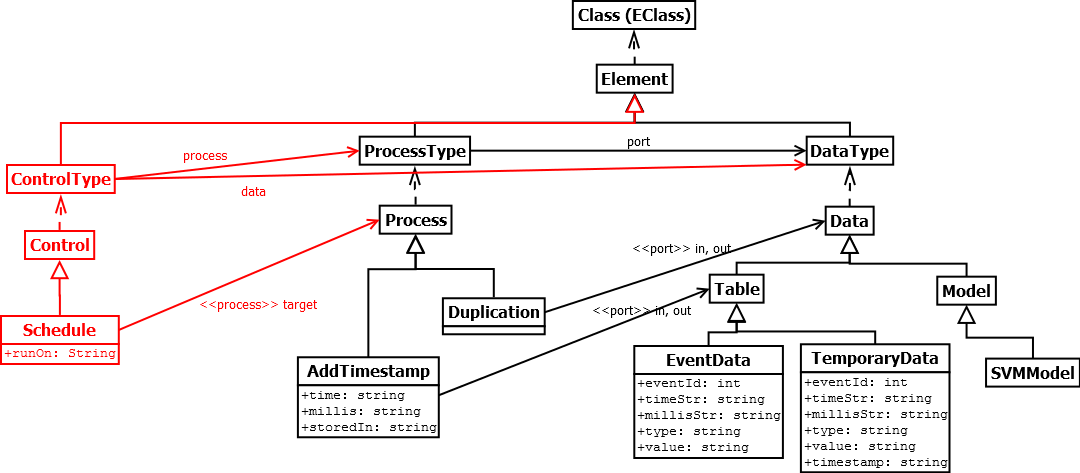 Class (EClass)
Element
process
ProcessType
port
DataType
ControlType
data
Process
Data
Control
<<port>> in, out
Table
Model
<<process>> target
Duplication
<<port>> in, out
Schedule
+runOn: String
AddTimestamp
+time: string
+millis: string
+storedIn: string
EventData
+eventId: int
+timeStr: string
+millisStr: string
+type: string
+value: string
TemporaryData
+eventId: int
+timeStr: string
+millisStr: string
+type: string
+value: string
+timestamp: string
SVMModel